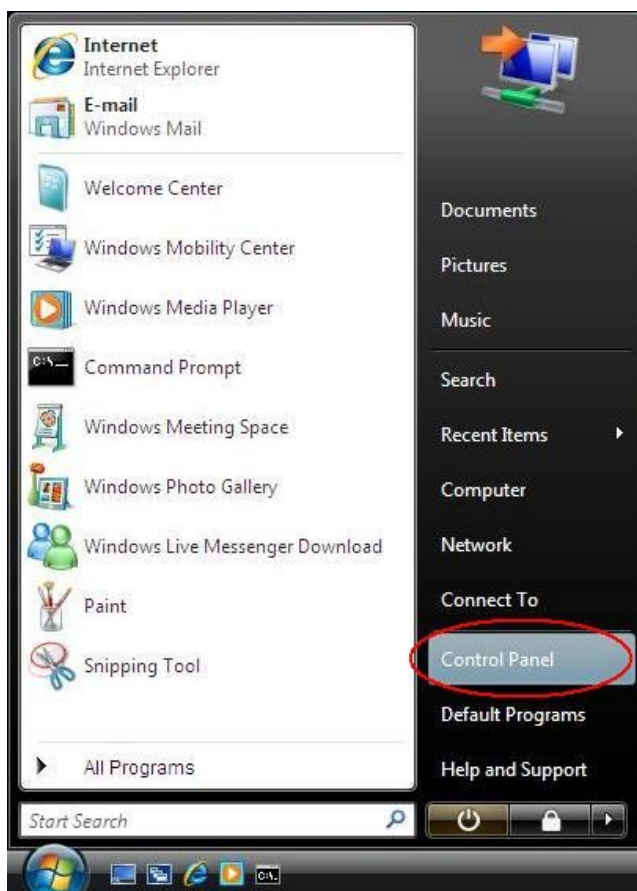 Internet
Internet Explorer
E-mail
Windows Mail
Welcome Center
Windows Mobility Center
Windows Media Player
C:\_
Command Prompt
Windows Meeting Space
Windows Photo Gallery
Windows Live Messenger Download
Paint
Snipping Tool
All Programs
Start Search
Documents
Pictures
Music
Search
Recent Items
Computer
Network
Connect To
Control Panel
Default Programs
Help and Support